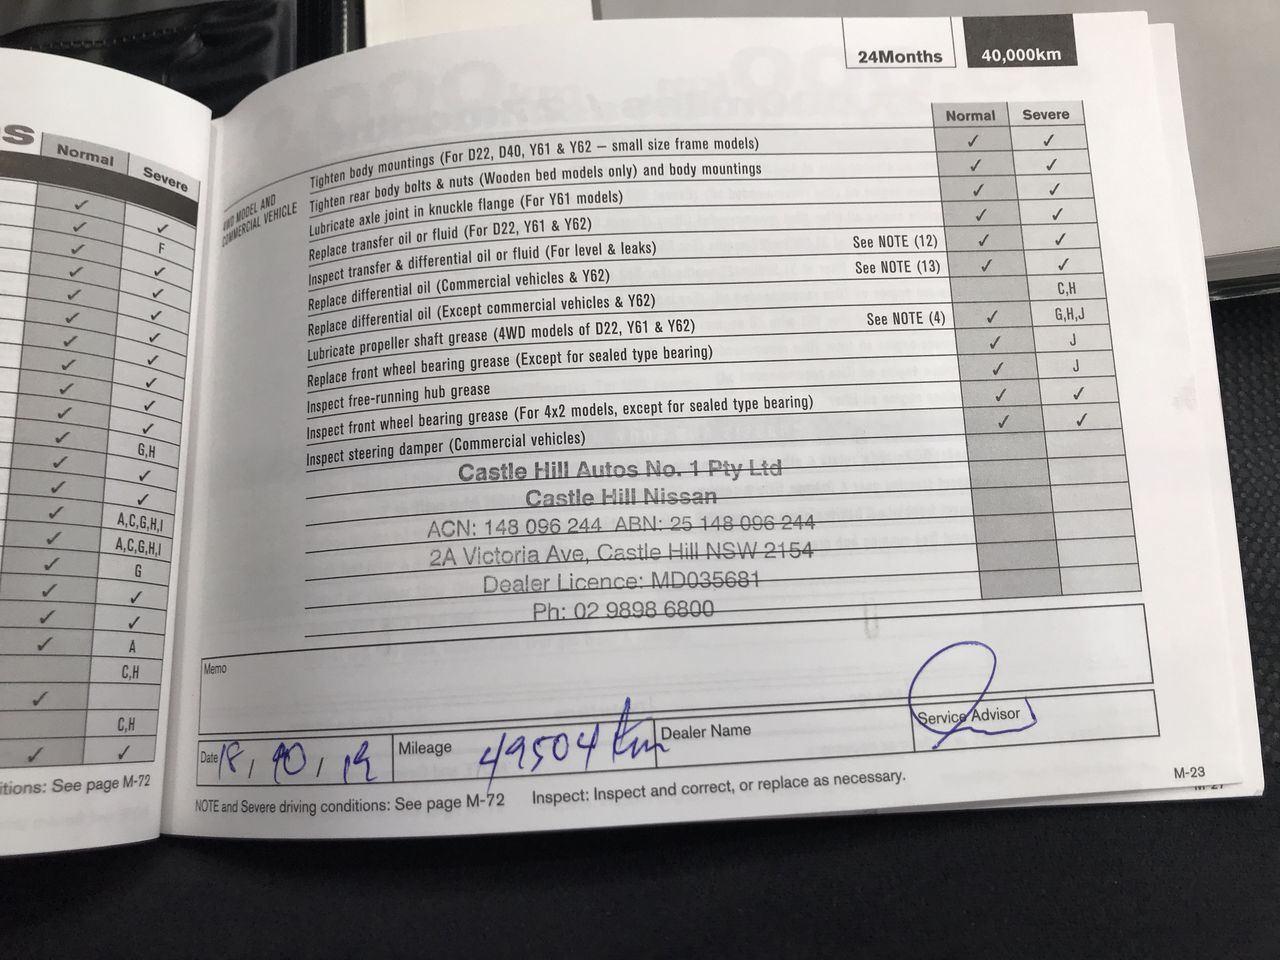 S
Normal Severe
F
G,H
A,C,G,H,I
A,C,G,H,I
G
A
C,H
C,H
itions: See page M-72
24Months 40,000km
Normal Severe
4WD MODEL AND
COMMERCIAL VEHICLE
Tighten body mountings (For D22, D40, Y61 & Y62 – small size frame models) ✓ ✓
Tighten rear body bolts & nuts (Wooden bed models only) and body mountings ✓ ✓
Lubricate axle joint in knuckle flange (For Y61 models) ✓ ✓
Replace transfer oil or fluid (For D22, Y61 & Y62) ✓ ✓
Inspect transfer & differential oil or fluid (For level & leaks) See NOTE (12) ✓ ✓
Replace differential oil (Commercial vehicles & Y62) See NOTE (13) ✓ ✓
Replace differential oil (Except commercial vehicles & Y62) C,H
Lubricate propeller shaft grease (4WD models of D22, Y61 & Y62) See NOTE (4) ✓ G,H,J
Replace front wheel bearing grease (Except for sealed type bearing) ✓ J
Inspect free-running hub grease ✓ J
Inspect front wheel bearing grease (For 4x2 models, except for sealed type bearing) ✓ ✓
Inspect steering damper (Commercial vehicles) ✓ ✓
Castle Hill Autos No. 1 Pty Ltd
Castle Hill Nissan
ACN: 148 096 244 ABN: 25 148 096 244
2A Victoria Ave, Castle Hill NSW 2154
Dealer Licence: MD035681
Ph: 02 9898 6800
Memo
Date 18, 10, 19 Mileage 49504 km Dealer Name Service Advisor
NOTE and Severe driving conditions: See page M-72 Inspect: Inspect and correct, or replace as necessary.
M-23